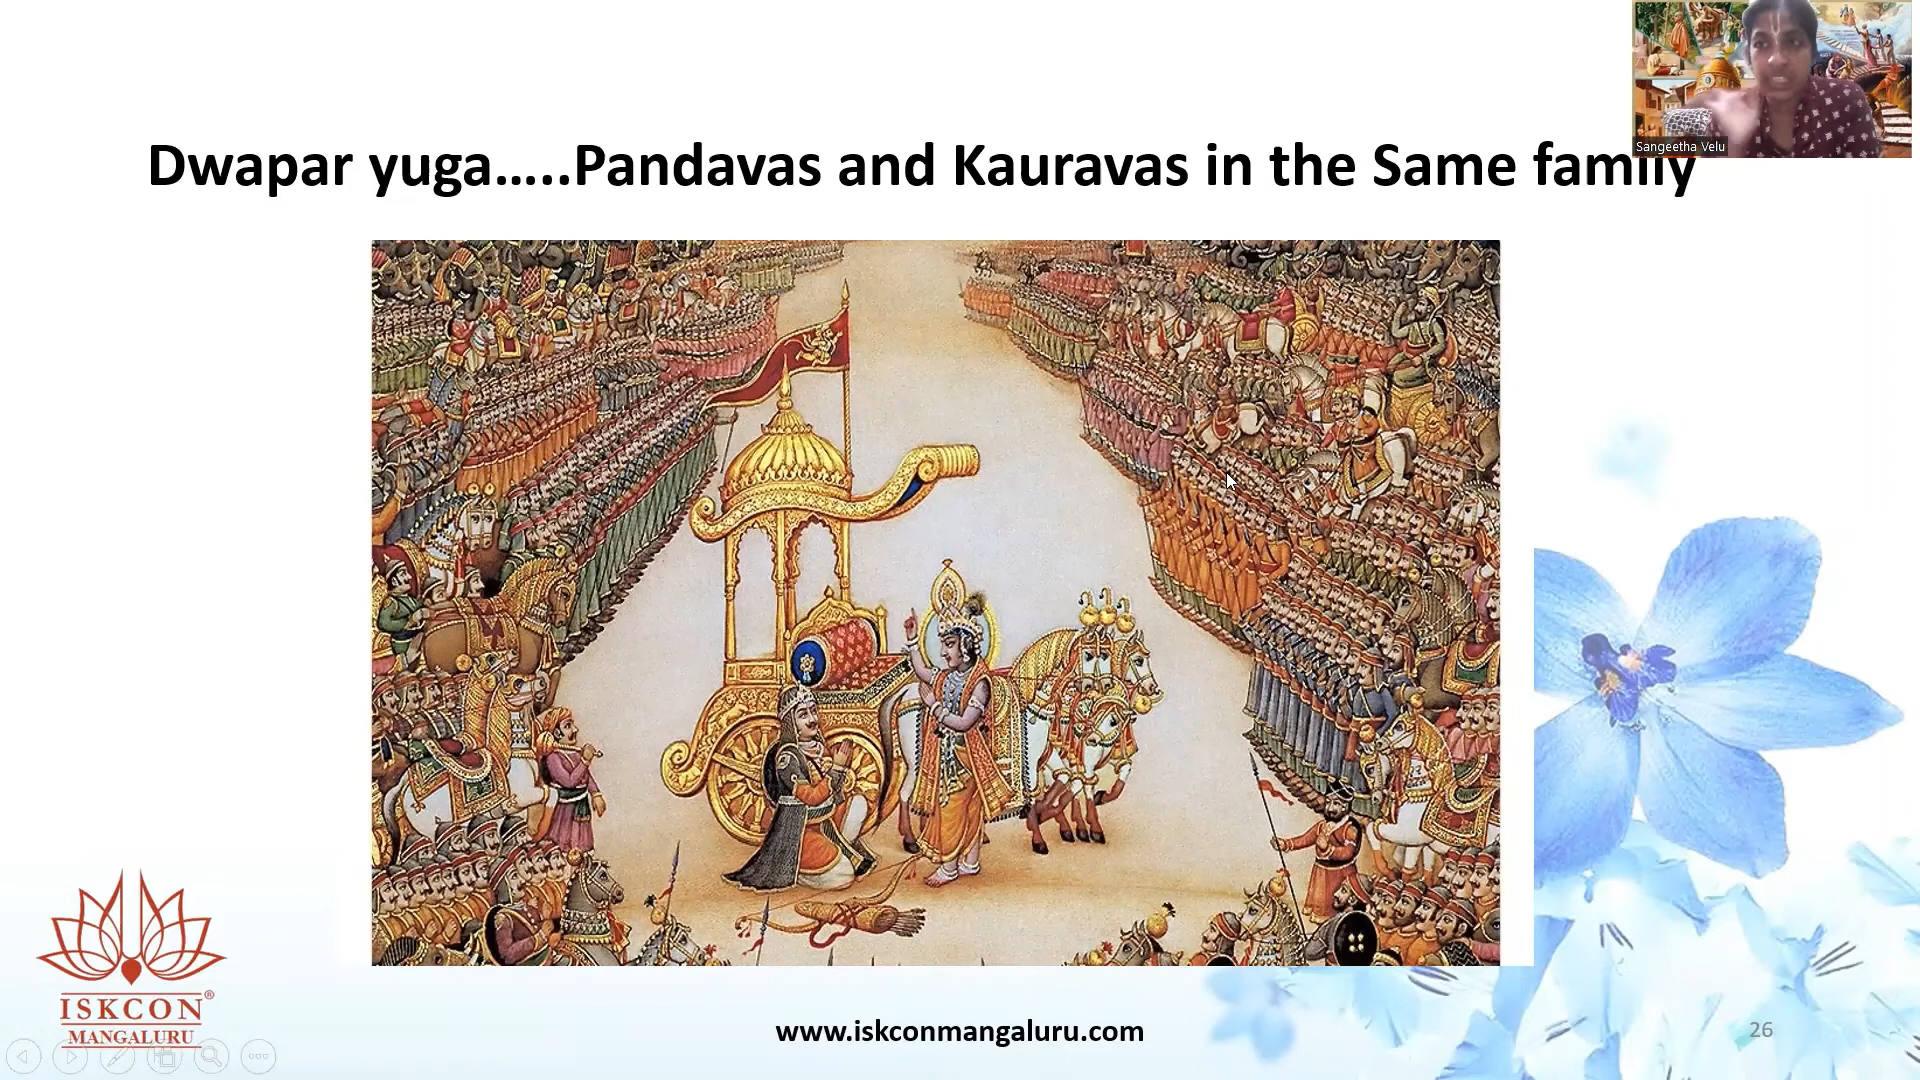 Sangeetha Velu
Dwapar yuga…..Pandavas and Kauravas in the Same family
ISKCON®
MANGALURU
www.iskconmangaluru.com
26